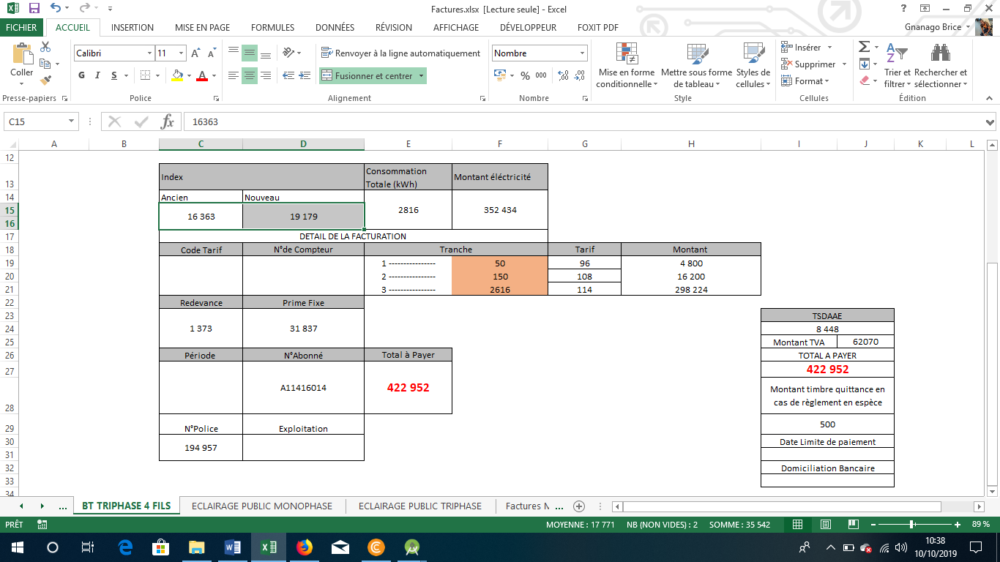 Factures.xlsx [Lecture seule] - Excel
FICHIER ACCUEIL INSERTION MISE EN PAGE FORMULES DONNÉES RÉVISION AFFICHAGE DÉVELOPPEUR FOXIT PDF Gnanago Brice
Coller
Calibri 11
G I S
Renvoyer à la ligne automatiquement
Fusionner et centrer
Nombre
% 000
Mise en forme conditionnelle
Mettre sous forme de tableau
Styles de cellules
Insérer
Supprimer
Format
Trier et filtrer
Rechercher et sélectionner
Presse-papiers Police Alignement Nombre Style Cellules Édition
C15 fx 16363
A B C D E F G H I J K L
12
13 Index Consommation Totale (kWh) Montant éléctricité
14 Ancien Nouveau
15 16 363 19 179 2816 352 434
16
17 DETAIL DE LA FACTURATION
18 Code Tarif N°de Compteur Tranche Tarif Montant
19 1 ---------------- 50 96 4 800
20 2 ---------------- 150 108 16 200
21 3 ---------------- 2616 114 298 224
22 Redevance Prime Fixe
23 TSDAAE
24 1 373 31 837 8 448
25 Montant TVA 62070
26 Période N°Abonné Total à Payer TOTAL A PAYER
27 422 952
A11416014 422 952
28 Montant timbre quittance en cas de règlement en espèce
29 N°Police Exploitation 500
30 194 957 Date Limite de paiement
31
32 Domiciliation Bancaire
33
34
... BT TRIPHASE 4 FILS ECLAIRAGE PUBLIC MONOPHASE ECLAIRAGE PUBLIC TRIPHASE Factures ...
PRÊT MOYENNE : 17 771 NB (NON VIDES) : 2 SOMME : 35 542 89 %
10:38
10/10/2019